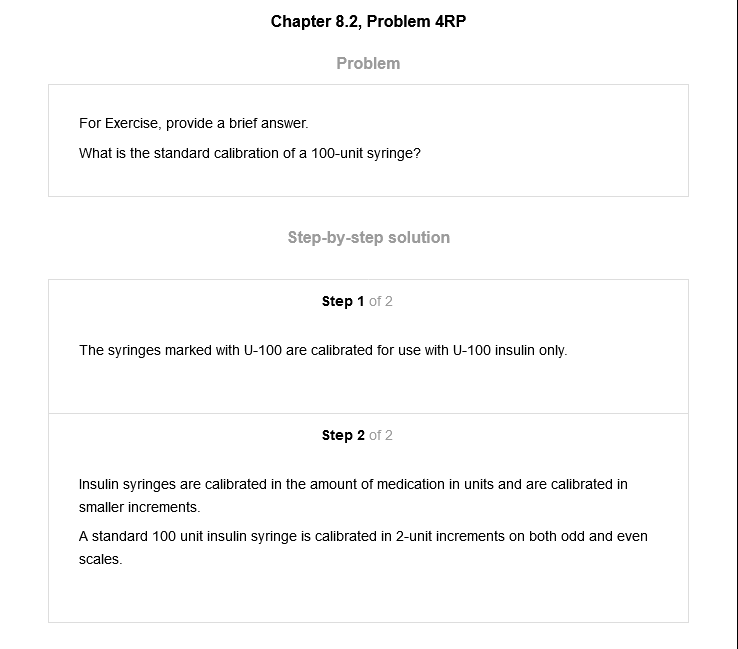 Chapter 8.2, Problem 4RP
Problem
For Exercise, provide a brief answer.
What is the standard calibration of a 100-unit syringe?
Step-by-step solution
Step 1 of 2
The syringes marked with U-100 are calibrated for use with U-100 insulin only.
Step 2 of 2
Insulin syringes are calibrated in the amount of medication in units and are calibrated in
smaller increments.
A standard 100 unit insulin syringe is calibrated in 2-unit increments on both odd and even
scales.